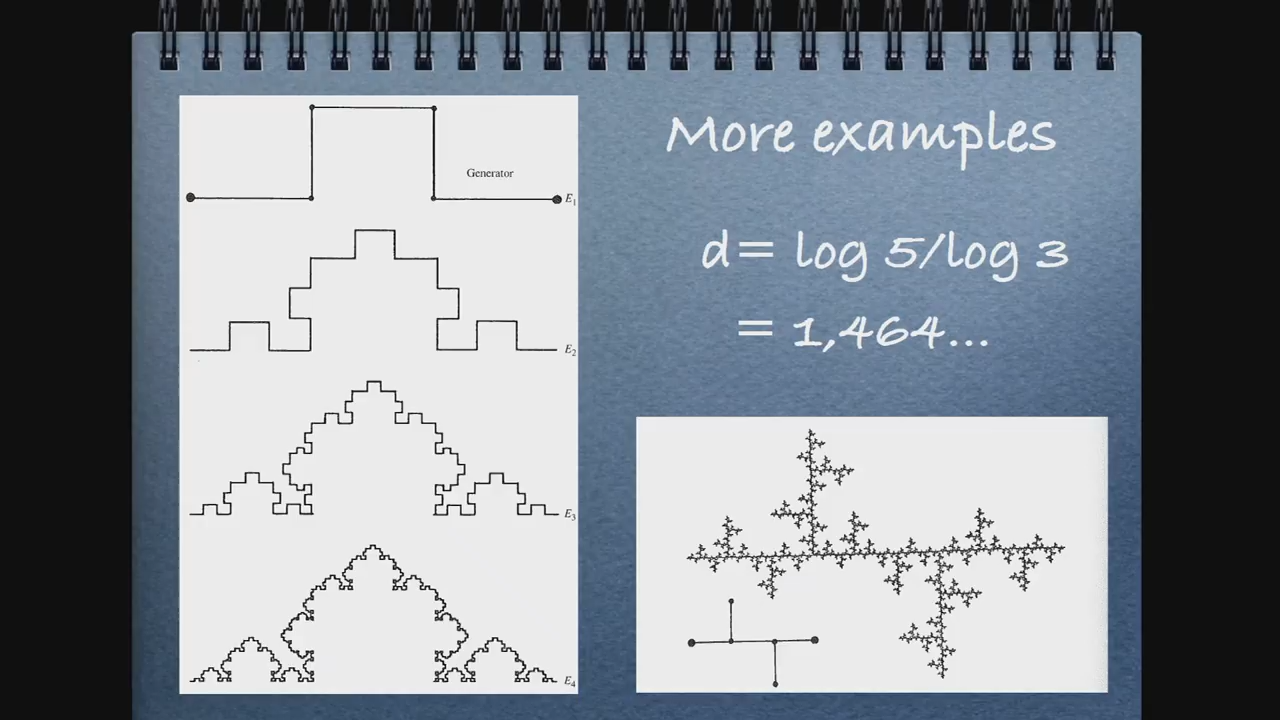 More examples
d= log 5/log 3
= 1,464...
Generator
E1
E2
E3
E4